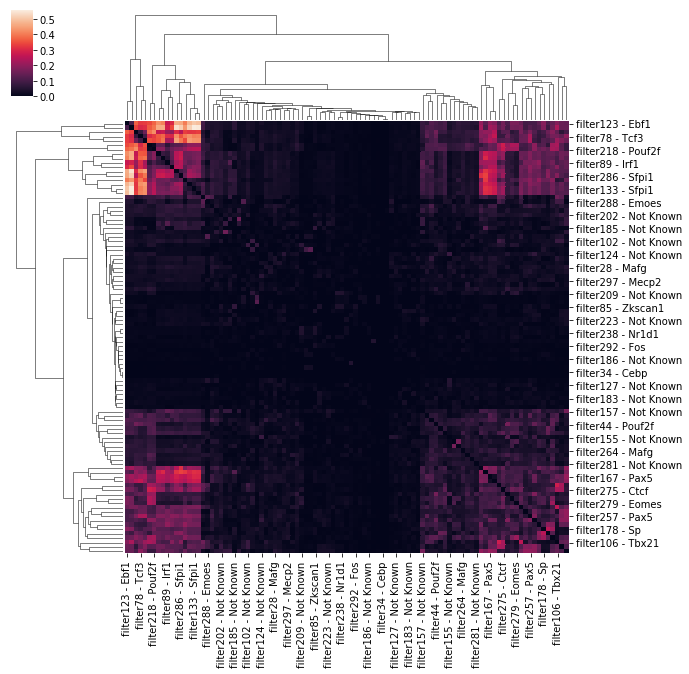 0.5
0.4
0.3
0.2
0.1
0.0
filter123 - Ebf1
filter78 - Tcf3
filter218 - Pouf2f
filter89 - Irf1
filter286 - Sfpi1
filter133 - Sfpi1
filter288 - Emoes
filter202 - Not Known
filter185 - Not Known
filter102 - Not Known
filter124 - Not Known
filter28 - Mafg
filter297 - Mecp2
filter209 - Not Known
filter85 - Zkscan1
filter223 - Not Known
filter238 - Nr1d1
filter292 - Fos
filter186 - Not Known
filter34 - Cebp
filter127 - Not Known
filter183 - Not Known
filter157 - Not Known
filter44 - Pouf2f
filter155 - Not Known
filter264 - Mafg
filter281 - Not Known
filter167 - Pax5
filter275 - Ctcf
filter279 - Eomes
filter257 - Pax5
filter178 - Sp
filter106 - Tbx21
filter123 - Ebf1
filter78 - Tcf3
filter218 - Pouf2f
filter89 - Irf1
filter286 - Sfpi1
filter133 - Sfpi1
filter288 - Emoes
filter202 - Not Known
filter185 - Not Known
filter102 - Not Known
filter124 - Not Known
filter28 - Mafg
filter297 - Mecp2
filter209 - Not Known
filter85 - Zkscan1
filter223 - Not Known
filter238 - Nr1d1
filter292 - Fos
filter186 - Not Known
filter34 - Cebp
filter127 - Not Known
filter183 - Not Known
filter157 - Not Known
filter44 - Pouf2f
filter155 - Not Known
filter264 - Mafg
filter281 - Not Known
filter167 - Pax5
filter275 - Ctcf
filter279 - Eomes
filter257 - Pax5
filter178 - Sp
filter106 - Tbx21